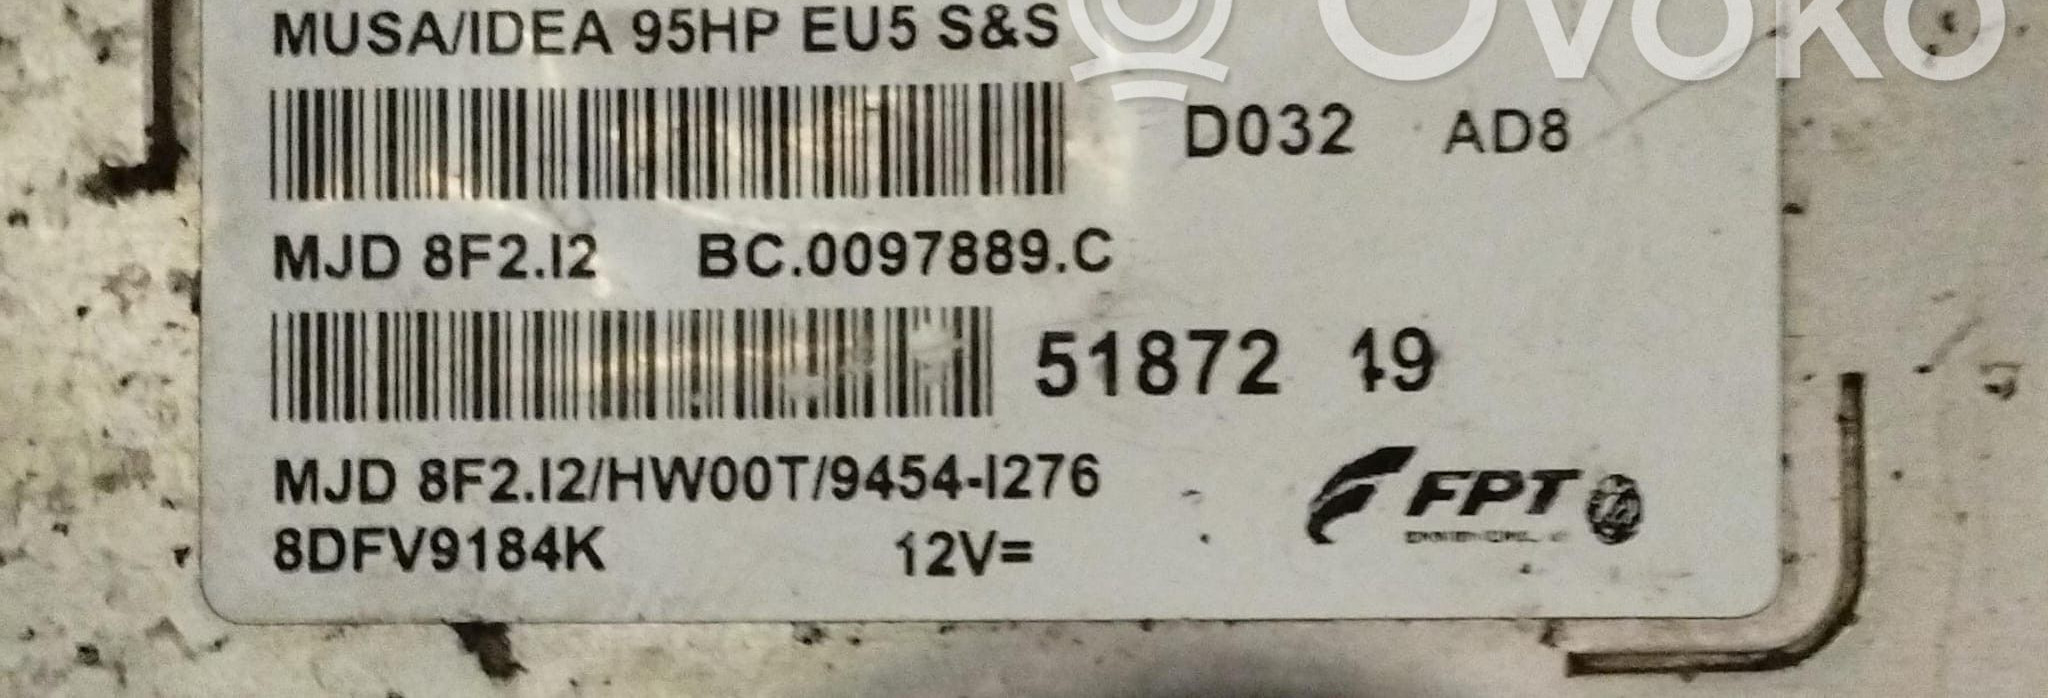 Ovoko
MUSA/IDEA 95HP EU5 S&S
D032 AD8
MJD 8F2.I2 BC.0097889.C
51872 19
MJD 8F2.I2/HW00T/9454-I276
FPT
8DFV9184K 12V=